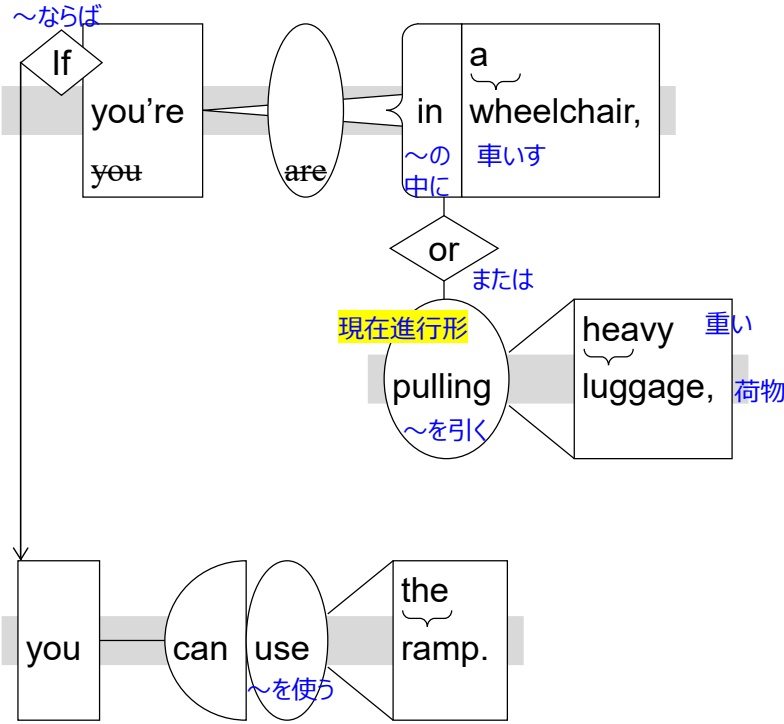 ～ならば
If
a
you're
in
wheelchair,
you
are
～の
中に
車いす
or
または
現在進行形
heavy
重い
pulling
luggage,
荷物
～を引く
the
you
can
use
ramp.
～を使う